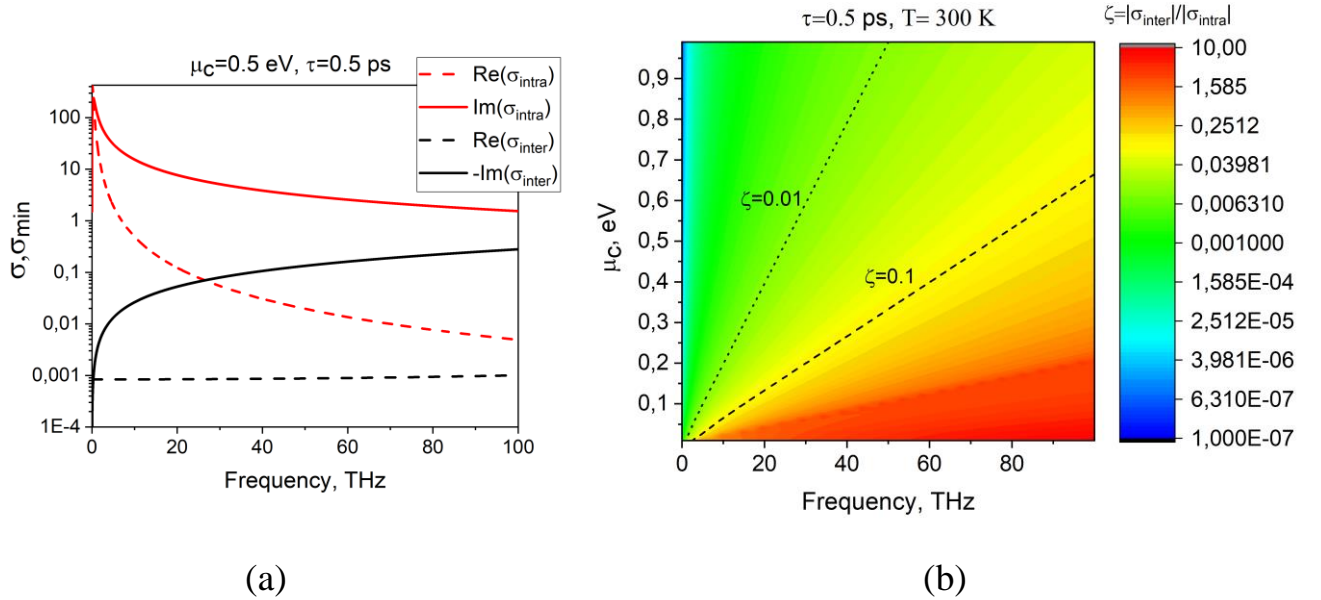 μc=0.5 eV, τ=0.5 ps
Re(σintra)
Im(σintra)
Re(σinter)
-Im(σinter)
σ,σmin
100
10
1
0,1
0,01
0,001
1E-4
0 20 40 60 80 100
Frequency, THz
(a)
τ=0.5 ps, T= 300 K
ζ=|σinter|/|σintra|
μc, eV
0,9
0,8
0,7
0,6
0,5
0,4
0,3
0,2
0,1
ζ=0.01
ζ=0.1
0 20 40 60 80
Frequency, THz
10,00
1,585
0,2512
0,03981
0,006310
0,001000
1,585E-04
2,512E-05
3,981E-06
6,310E-07
1,000E-07
(b)